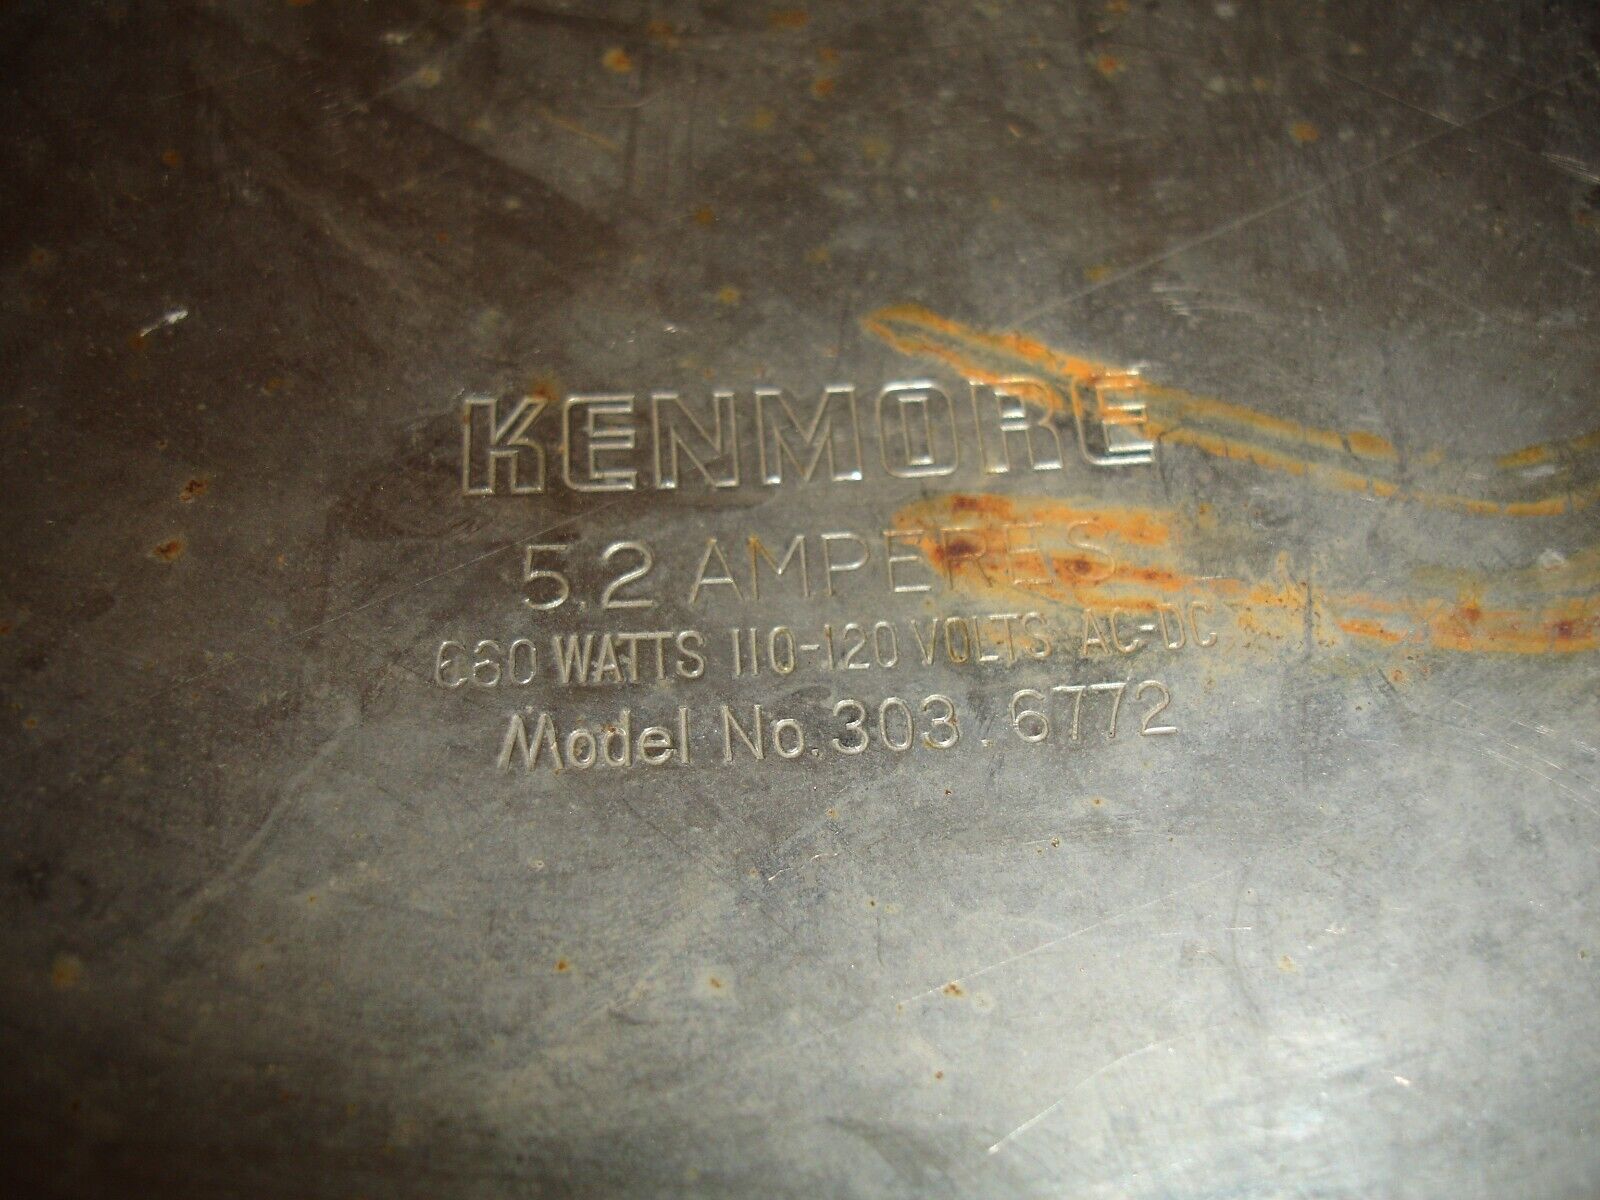 KENMORE
5.2 AMPERES
660 WATTS 110-120 VOLTS AC-DC
Model No. 303.6772